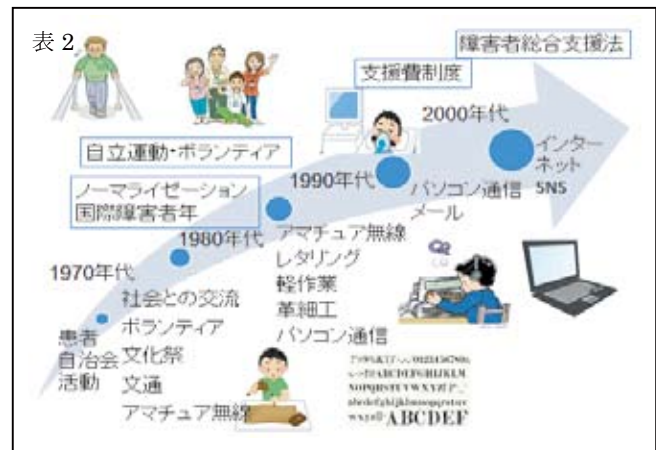 表 2
障害者総合支援法
支援費制度
2000年代
インター
ネット
SNS
自立運動・ボランティア
1990年代
パソコン通信
メール
ノーマライゼーション
国際障害者年
1980年代
アマチュア無線
レタリング
軽作業
革細工
パソコン通信
1970年代
社会との交流
ボランティア
文化祭
文通
アマチュア無線
患者
自治会
活動
CQ
ABCDEF